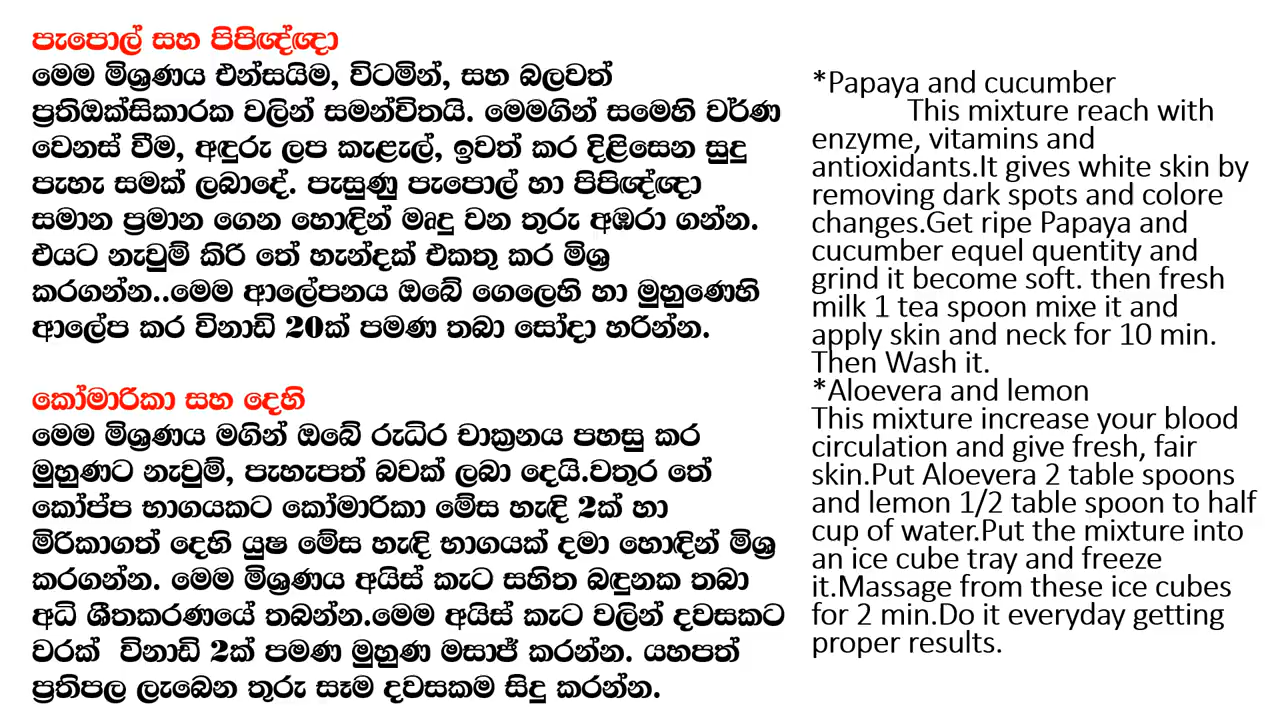 පැපොල් සහ පිපිඥ්ඥා
මෙම මිශ්‍රණය එන්සයිම, විටමින්, සහ බලවත්
ප්‍රතිඔක්සිකාරක වලින් සමන්විතයි. මෙමගින් සමෙහි වර්ණ
වෙනස් වීම, අඳුරු ලප කැළැල්, ඉවත් කර දිළිසෙන සුදු
පැහැ සමක් ලබාදේ. පැසුණු පැපොල් හා පිපිඥ්ඥා
සමාන ප්‍රමාන ගෙන හොඳින් මෘදු වන තුරු අඹරා ගන්න.
එයට නැවුම් කිරි තේ හැන්දක් එකතු කර මිශ්‍ර
කරගන්න..මෙම ආලේපනය ඔබේ ගෙලෙහි හා මුහුණෙහි
ආලේප කර විනාඩි 20ක් පමණ තබා සෝදා හරින්න.
කෝමාරිකා සහ දෙහි
මෙම මිශ්‍රණය මගින් ඔබේ රුධිර චාක්‍රනය පහසු කර
මුහුණට නැවුම්, පැහැපත් බවක් ලබා දෙයි.වතුර තේ
කෝප්ප භාගයකට කෝමාරිකා මේස හැඳි 2ක් හා
මිරිකාගත් දෙහි යුෂ මේස හැඳි භාගයක් දමා හොඳින් මිශ්‍ර
කරගන්න. මෙම මිශ්‍රණය අයිස් කැට සහිත බඳුනක තබා
අධි ශීතකරණයේ තබන්න.මෙම අයිස් කැට වලින් දවසකට
වරක් විනාඩි 2ක් පමණ මුහුණ මසාජ් කරන්න. යහපත්
ප්‍රතිපල ලැබෙන තුරු සෑම දවසකම සිදු කරන්න.
*Papaya and cucumber
This mixture reach with
enzyme, vitamins and
antioxidants.It gives white skin by
removing dark spots and colore
changes.Get ripe Papaya and
cucumber equel quentity and
grind it become soft. then fresh
milk 1 tea spoon mixe it and
apply skin and neck for 10 min.
Then Wash it.
*Aloevera and lemon
This mixture increase your blood
circulation and give fresh, fair
skin.Put Aloevera 2 table spoons
and lemon 1/2 table spoon to half
cup of water.Put the mixture into
an ice cube tray and freeze
it.Massage from these ice cubes
for 2 min.Do it everyday getting
proper results.